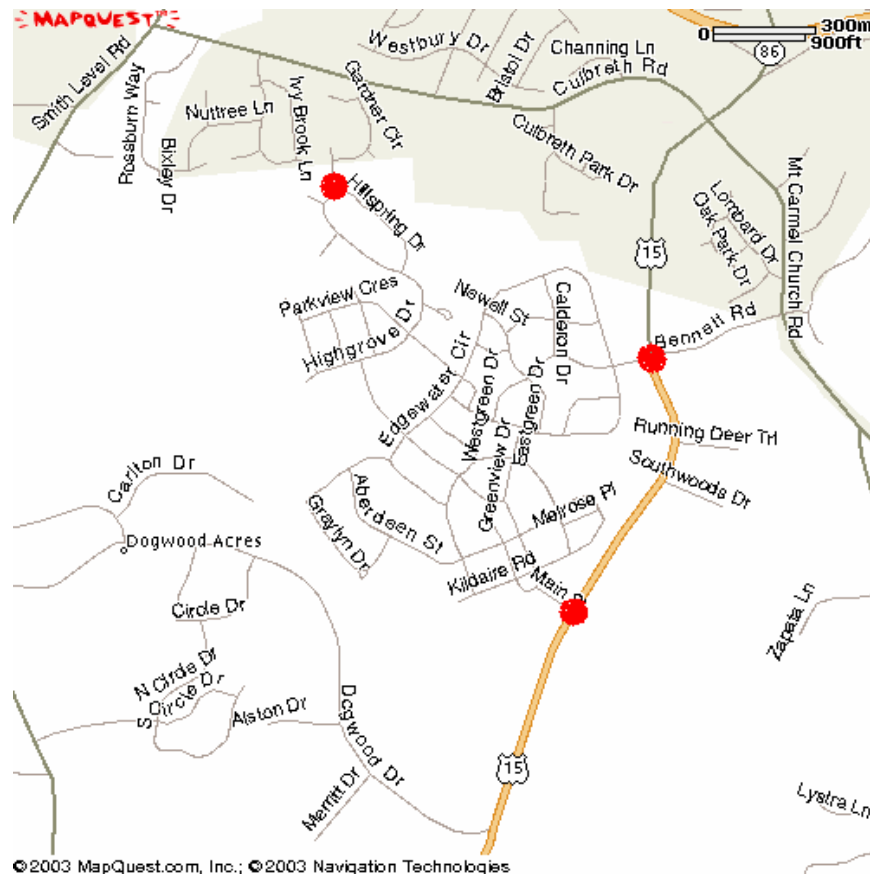 MAPQUEST
0 300m
900ft
86
Smith Level Rd
Westbury Dr
Bristol Dr
Channing Ln
Culbreth Rd
Rossburn Way
Nuttree Ln
Ivy Brook Ln
Gardner Cir
Bixley Dr
Culbreth Park Dr
Mt Carmel Church Rd
Lombard Dr
Oak Park Dr
Hillspring Dr
15
Parkview Cres
Newell St
Calderon Dr
Bennett Rd
Highgrove Dr
Edgewater Cir
Westgreen Dr
Eastgreen Dr
Running Deer Trl
Southwoods Dr
Carlton Dr
Graylyn Dr
Aberdeen St
Greenview Dr
Melrose Pl
Dogwood Acres
Kildaire Rd
Main
Circle Dr
Zapata Ln
N Circle Dr
S Circle Dr
Alston Dr
Dogwood Dr
15
Merritt Dr
Lystra Ln
©2003 MapQuest.com, Inc.; ©2003 Navigation Technologies